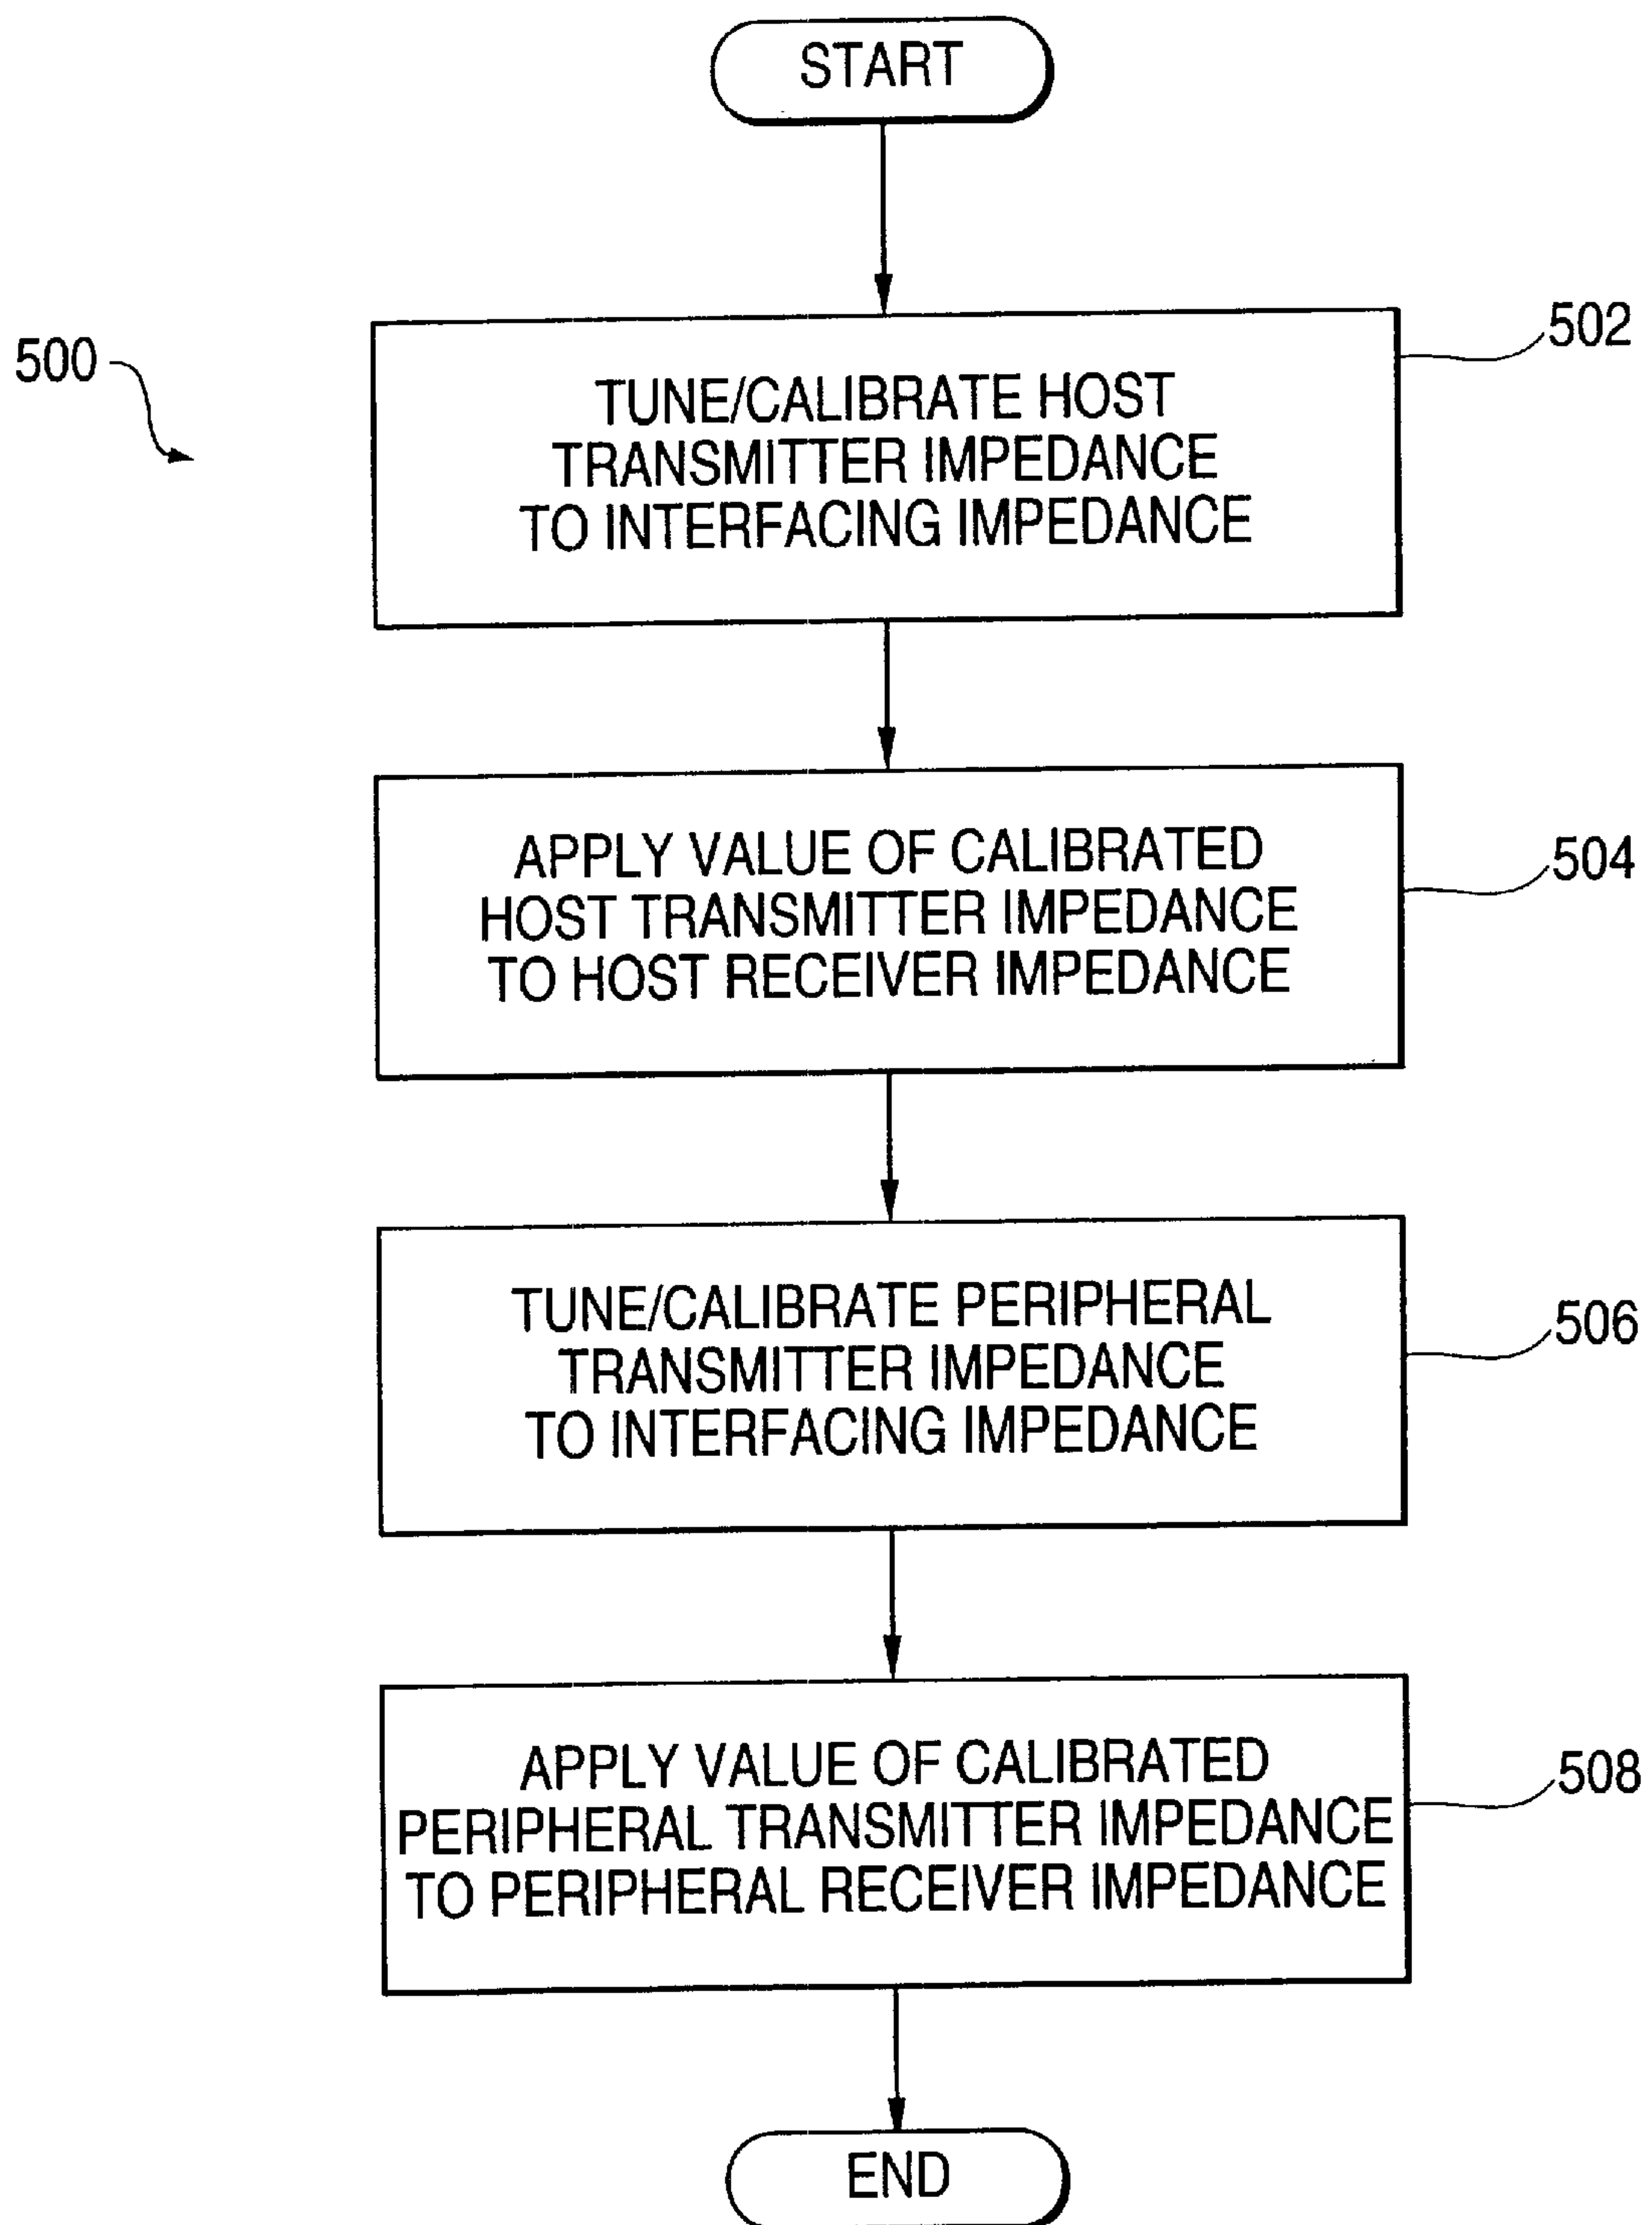 START
500
502
TUNE/CALIBRATE HOST
TRANSMITTER IMPEDANCE
TO INTERFACING IMPEDANCE
504
APPLY VALUE OF CALIBRATED
HOST TRANSMITTER IMPEDANCE
TO HOST RECEIVER IMPEDANCE
506
TUNE/CALIBRATE PERIPHERAL
TRANSMITTER IMPEDANCE
TO INTERFACING IMPEDANCE
508
APPLY VALUE OF CALIBRATED
PERIPHERAL TRANSMITTER IMPEDANCE
TO PERIPHERAL RECEIVER IMPEDANCE
END